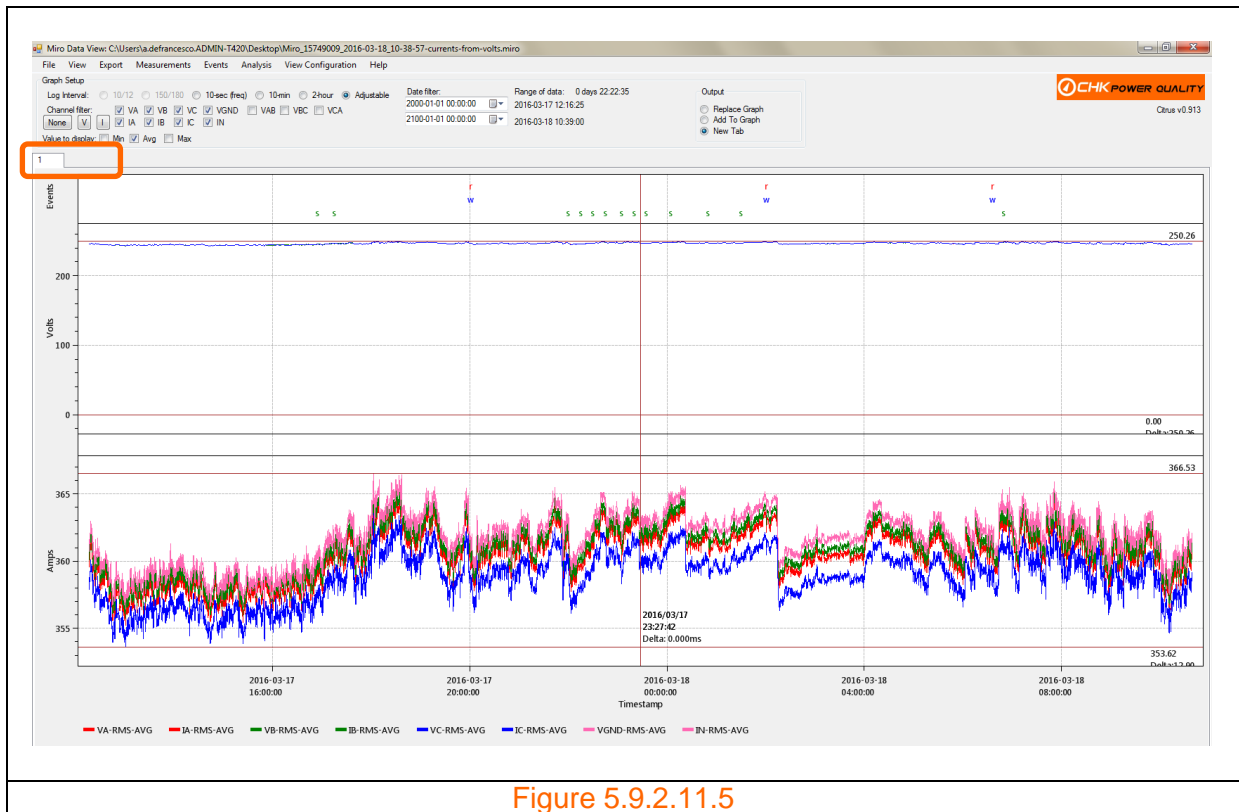 Miro Data View: C:\Users\a.defrancesco.ADMIN-T420\Desktop\Miro_15749009_2016-03-18_10-38-57-currents-from-volts.miro
File View Export Measurements Events Analysis View Configuration Help
Graph Setup
Log Interval: 10/12 150/180 10-sec (freq) 10-min 2-hour Adjustable
Channel filter: VA VB VC VGND VAB VBC VCA
None V I IA IB IC IN
Value to display: Min Avg Max
Date filter:
2000-01-01 00:00:00
2100-01-01 00:00:00
Range of data: 0 days 22:22:35
2016-03-17 12:16:25
2016-03-18 10:39:00
Output
Replace Graph
Add To Graph
New Tab
CHK POWER QUALITY
Citrus v0.913
1
Events
r r r
w w w
s s s s s s s s s s s s s
250.26
200
Volts
100
0
0.00
Delta:250.26
366.53
365
Amps
360
355
2016/03/17
23:27:42
Delta: 0.000ms
353.62
Delta:12.90
2016-03-17 2016-03-17 2016-03-18 2016-03-18 2016-03-18
16:00:00 20:00:00 00:00:00 04:00:00 08:00:00
Timestamp
VA-RMS-AVG IA-RMS-AVG VB-RMS-AVG IB-RMS-AVG VC-RMS-AVG IC-RMS-AVG VGND-RMS-AVG IN-RMS-AVG
Figure 5.9.2.11.5